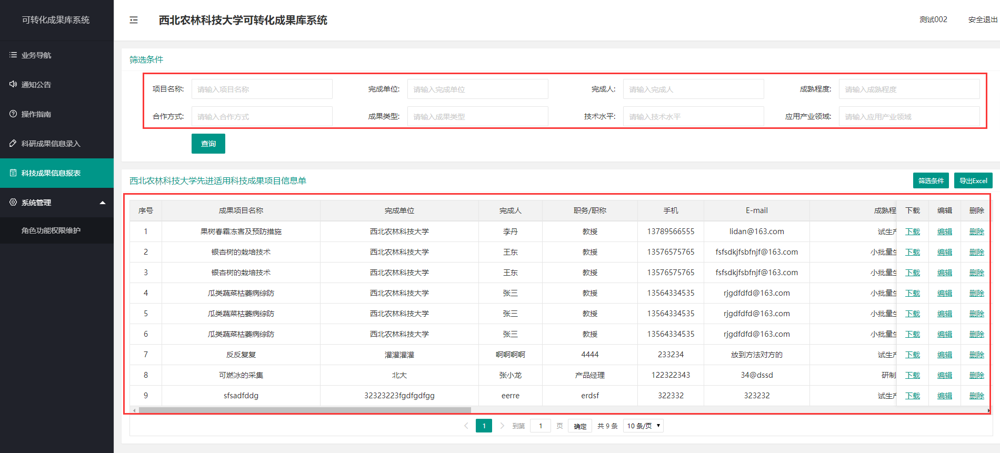 可转化成果库系统
西北农林科技大学可转化成果库系统
测试002
安全退出
业务导航
通知公告
操作指南
科研成果信息录入
科技成果信息报表
系统管理
角色功能权限维护
筛选条件
项目名称: 请输入项目名称 完成单位: 请输入完成单位 完成人: 请输入完成人 成熟程度: 请输入成熟程度
合作方式: 请输入合作方式 成果类型: 请输入成果类型 技术水平: 请输入技术水平 应用产业领域: 请输入应用产业领域
查询
西北农林科技大学先进适用科技成果项目信息单 筛选条件 导出Excel
序号 成果项目名称 完成单位 完成人 职务/职称 手机 E-mail 成熟程 下载 编辑 删除
1 果树春霜冻害及预防措施 西北农林科技大学 李丹 教授 13789566555 lidan@163.com 试生产 下载 编辑 删除
2 银杏树的栽培技术 西北农林科技大学 王东 教授 13576575765 fsfsdkjfsbfnjf@163.com 小批量生 下载 编辑 删除
3 银杏树的栽培技术 西北农林科技大学 王东 教授 13576575765 fsfsdkjfsbfnjf@163.com 小批量生 下载 编辑 删除
4 瓜类蔬菜枯萎病综防 西北农林科技大学 张三 教授 13564334535 rjgdfdfd@163.com 小批量生 下载 编辑 删除
5 瓜类蔬菜枯萎病综防 西北农林科技大学 张三 教授 13564334535 rjgdfdfd@163.com 小批量生 下载 编辑 删除
6 瓜类蔬菜枯萎病综防 西北农林科技大学 张三 教授 13564334535 rjgdfdfd@163.com 小批量生 下载 编辑 删除
7 反反复复 灌灌灌灌 啊啊啊啊 4444 233234 放到方法对方的 试生产 下载 编辑 删除
8 可燃冰的采集 北大 张小龙 产品经理 122322343 34@dssd 研制 下载 编辑 删除
9 sfsadfddg 32323223fgdfgdfgg eerre erdsf 322332 323232 试生产 下载 编辑 删除
1 到第 1 页 确定 共 9 条 10 条/页